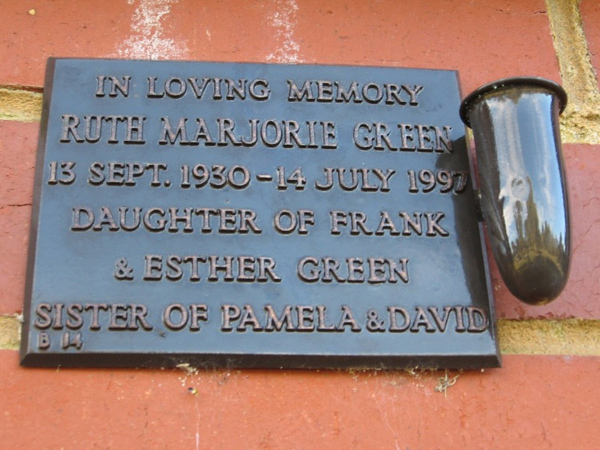 IN LOVING MEMORY
RUTH MARJORIE GREEN
13 SEPT. 1930 - 14 JULY 1997
DAUGHTER OF FRANK
& ESTHER GREEN
SISTER OF PAMELA & DAVID
B 14